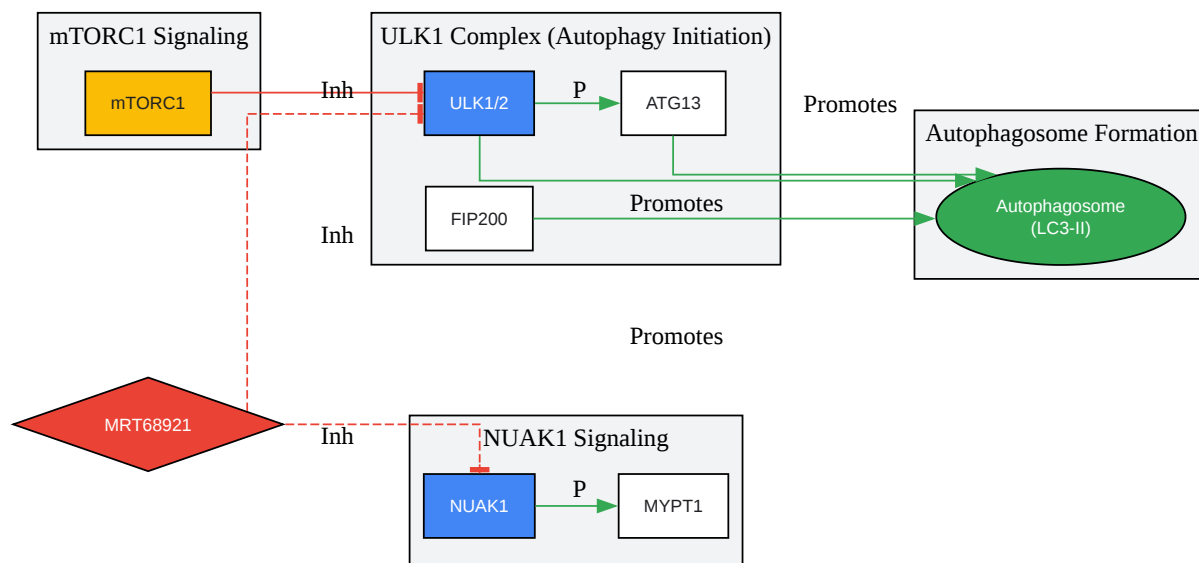 mTORC1 Signaling
ULK1 Complex (Autophagy Initiation)
mTORC1
Inh
ULK1/2
P
ATG13
Promotes
Autophagosome Formation
FIP200
Promotes
Autophagosome
(LC3-II)
Inh
Promotes
MRT68921
Inh
NUAK1 Signaling
NUAK1
P
MYPT1